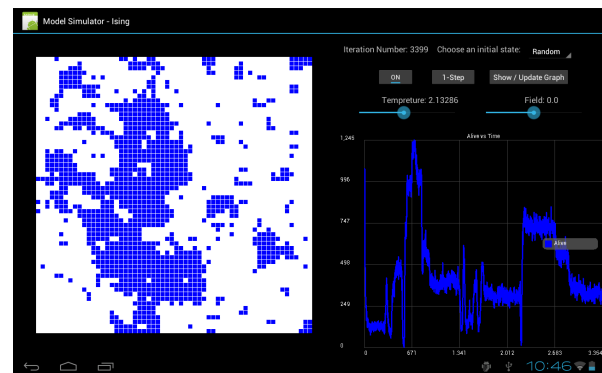 Model Simulator - Ising
Iteration Number: 3399 Choose an initial state: Random
ON 1-Step Show / Update Graph
Tempreture: 2.13286 Field: 0.0
Alive vs Time
1,245
996
747
498
249
0
Alive
0 671 1.341 2.012 2.683 3.354
10:46